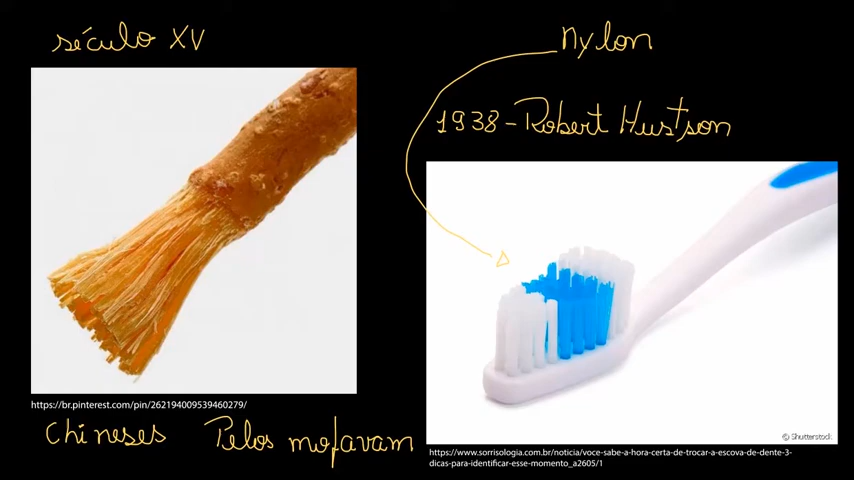 século XV
nylon
1938 - Robert Hustson
https://br.pinterest.com/pin/262194009539460279/
chineses Pelos mofavam
© Shutterstock
https://www.sorrisologia.com.br/noticia/voce-sabe-a-hora-certa-de-trocar-a-escova-de-dente-3-
dicas-para-identificar-esse-momento_a2605/1